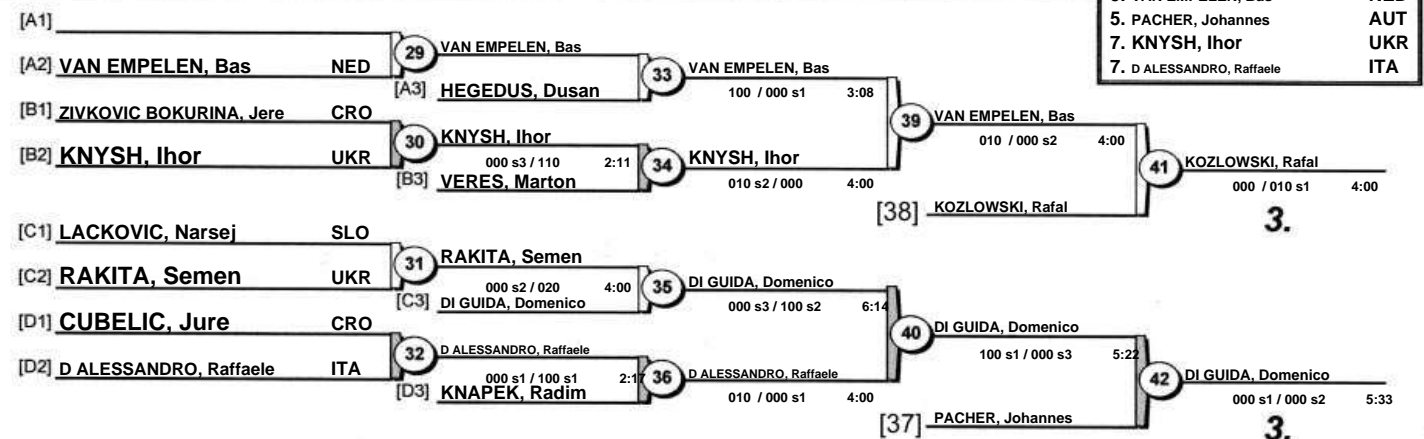 5. PACHER, Johannes AUT
7. KNYSH, Ihor UKR
7. D ALESSANDRO, Raffaele ITA
[A1]
[A2] VAN EMPELEN, Bas NED
29
VAN EMPELEN, Bas
[A3] HEGEDUS, Dusan
33
VAN EMPELEN, Bas
100 / 000 s1 3:08
[B1] ZIVKOVIC BOKURINA, Jere CRO
[B2] KNYSH, Ihor UKR
30
KNYSH, Ihor
000 s3 / 110 2:11
[B3] VERES, Marton
34
KNYSH, Ihor
010 s2 / 000 4:00
39
VAN EMPELEN, Bas
010 / 000 s2 4:00
[38] KOZLOWSKI, Rafal
41
KOZLOWSKI, Rafal
000 / 010 s1 4:00
3.
[C1] LACKOVIC, Narsej SLO
[C2] RAKITA, Semen UKR
31
RAKITA, Semen
000 s2 / 020 4:00
[C3] DI GUIDA, Domenico
35
DI GUIDA, Domenico
000 s3 / 100 s2 6:14
[D1] CUBELIC, Jure CRO
[D2] D ALESSANDRO, Raffaele ITA
32
D ALESSANDRO, Raffaele
000 s1 / 100 s1 2:17
[D3] KNAPEK, Radim
36
D ALESSANDRO, Raffaele
010 / 000 s1 4:00
40
DI GUIDA, Domenico
100 s1 / 000 s3 5:22
[37] PACHER, Johannes
42
DI GUIDA, Domenico
000 s1 / 000 s2 5:33
3.